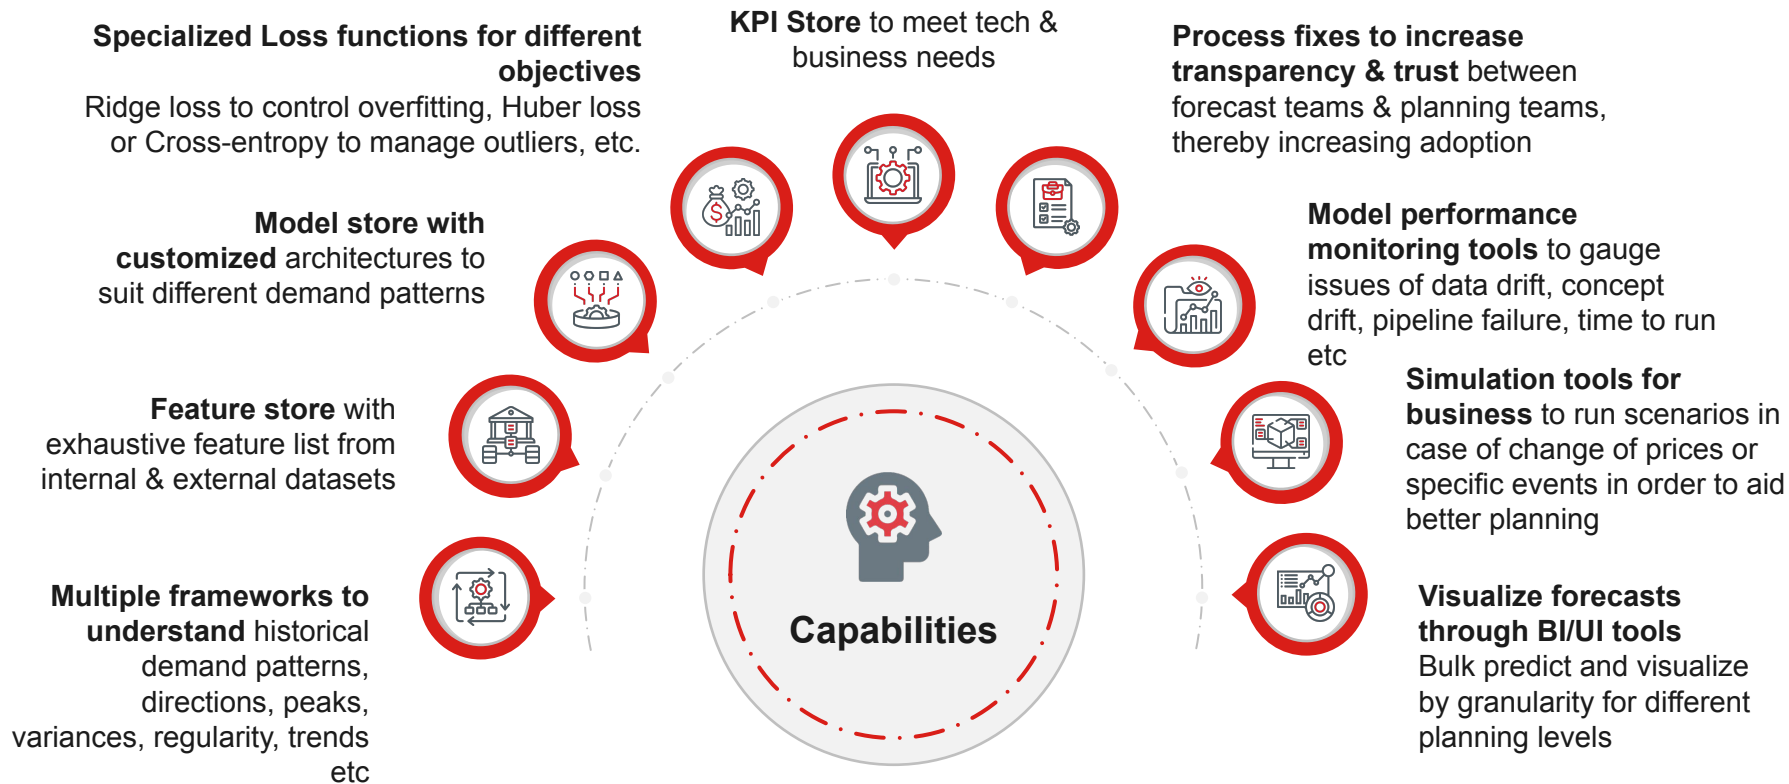 Specialized Loss functions for different
objectives
Ridge loss to control overfitting, Huber loss
or Cross-entropy to manage outliers, etc.
KPI Store to meet tech &
business needs
Process fixes to increase
transparency & trust between
forecast teams & planning teams,
thereby increasing adoption
Model store with
customized architectures to
suit different demand patterns
Model performance
monitoring tools to gauge
issues of data drift, concept
drift, pipeline failure, time to run
etc
Feature store with
exhaustive feature list from
internal & external datasets
Simulation tools for
business to run scenarios in
case of change of prices or
specific events in order to aid
better planning
Multiple frameworks to
understand historical
demand patterns,
directions, peaks,
variances, regularity, trends
etc
Capabilities
Visualize forecasts
through BI/UI tools
Bulk predict and visualize
by granularity for different
planning levels